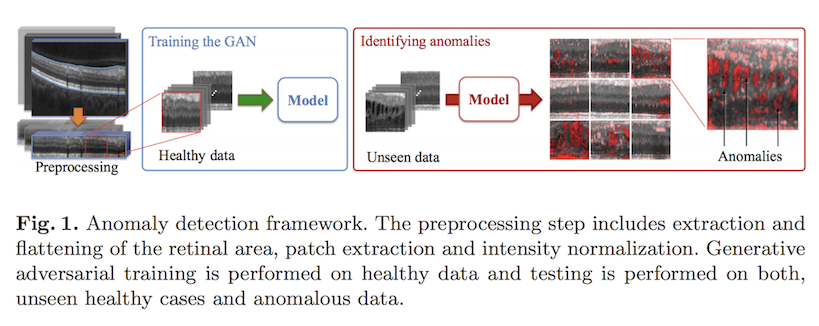 Training the GAN
Identifying anomalies
Model
Model
Preprocessing
Healthy data
Unseen data
Anomalies
Fig. 1. Anomaly detection framework. The preprocessing step includes extraction and
flattening of the retinal area, patch extraction and intensity normalization. Generative
adversarial training is performed on healthy data and testing is performed on both,
unseen healthy cases and anomalous data.